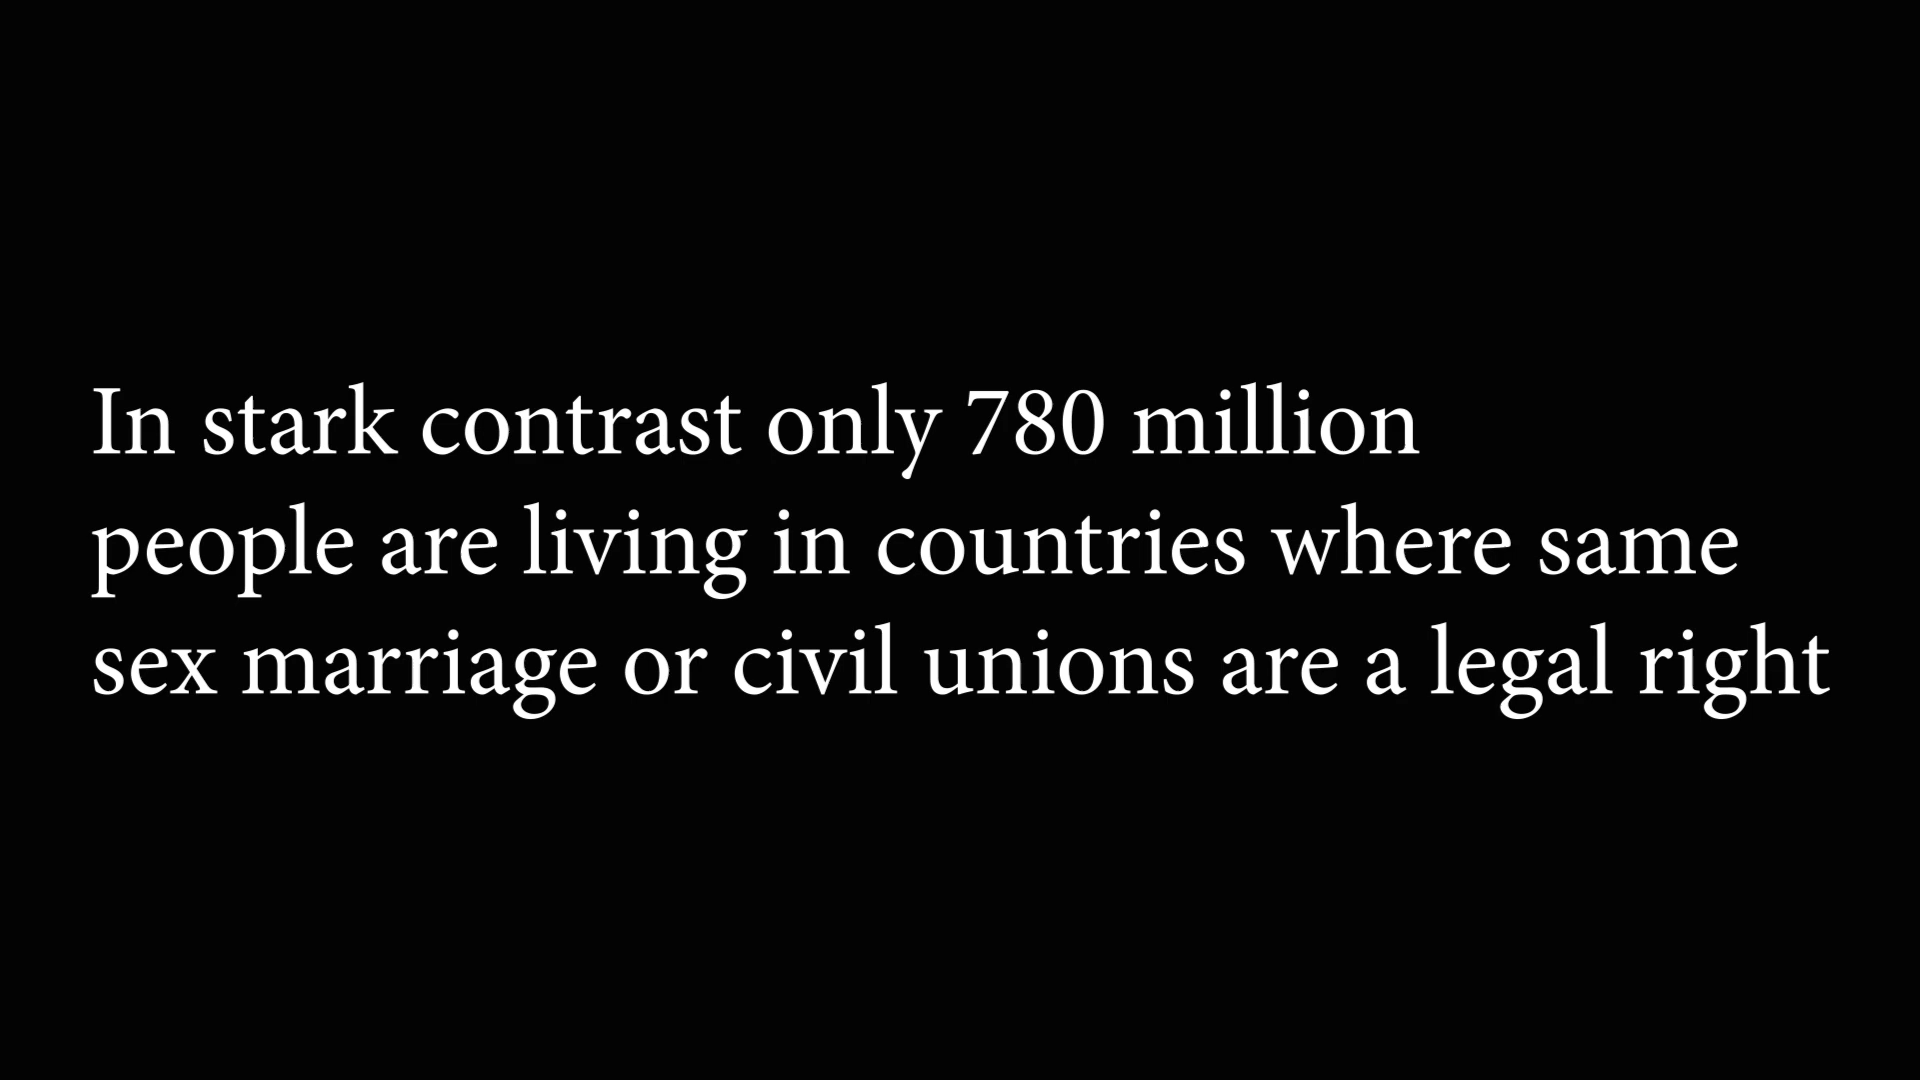 In stark contrast only 780 million
people are living in countries where same
sex marriage or civil unions are a legal right